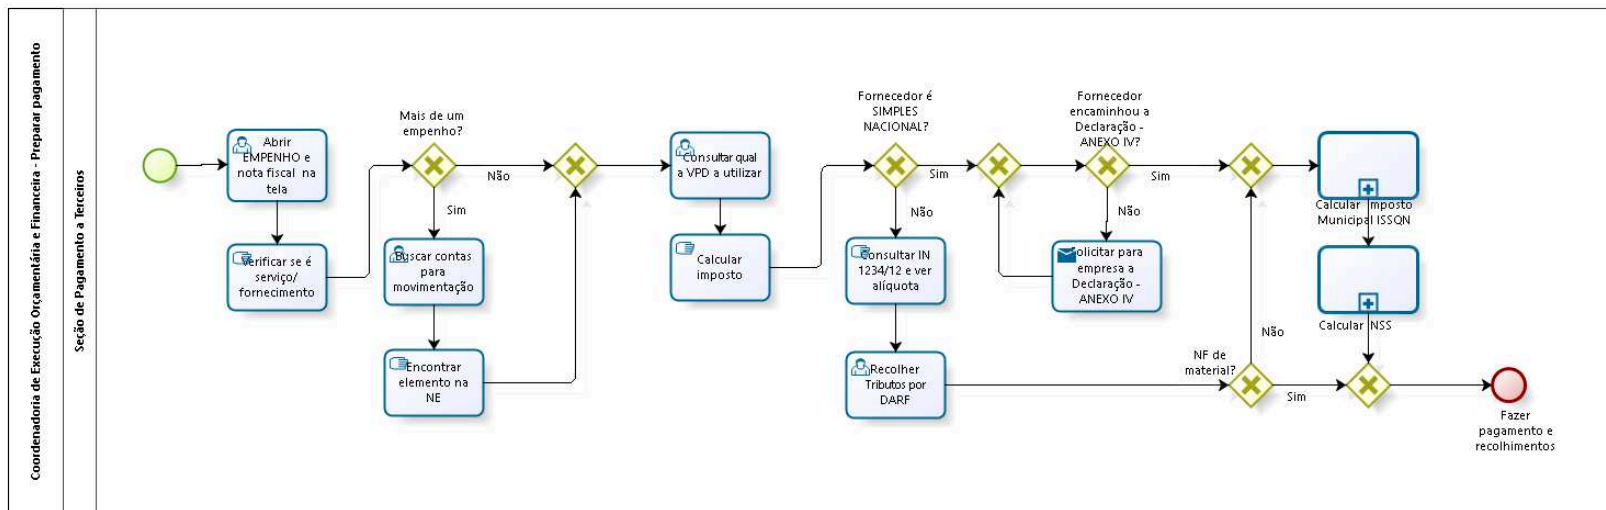 Coordenadoria de Execução Orçamentária e Financeira - Preparar pagamento
Seção de Pagamento a Terceiros
Abrir
EMPENHO e
nota fiscal na
tela
Verificar se é
serviço/
fornecimento
Mais de um
empenho?
Não
Sim
Buscar contas
para
movimentação
Encontrar
elemento na
NE
Consultar qual
a VPD a utilizar
Calcular
imposto
Fornecedor é
SIMPLES
NACIONAL?
Sim
Não
Consultar IN
1234/12 e ver
alíquota
Recolher
Tributos por
DARF
Fornecedor
encaminhou a
Declaração -
ANEXO IV?
Sim
Não
Solicitar para
empresa a
Declaração -
ANEXO IV
Calcular Imposto
Municipal ISSQN
Calcular INSS
NF de
material?
Não
Sim
Fazer
pagamento e
recolhimentos